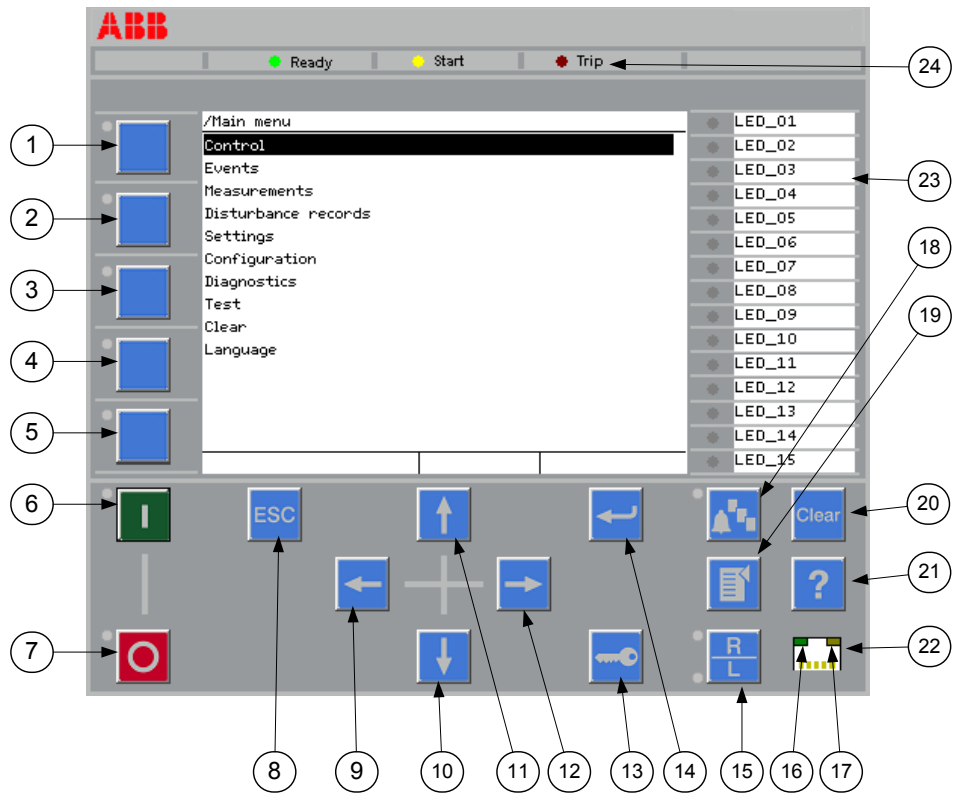 ABB
Ready Start Trip
/Main menu
Control
Events
Measurements
Disturbance records
Settings
Configuration
Diagnostics
Test
Clear
Language
LED_01
LED_02
LED_03
LED_04
LED_05
LED_06
LED_07
LED_08
LED_09
LED_10
LED_11
LED_12
LED_13
LED_14
LED_15
I
ESC
Clear
?
O
R
L
1
2
3
4
5
6
7
8
9
10
11
12
13
14
15
16
17
18
19
20
21
22
23
24